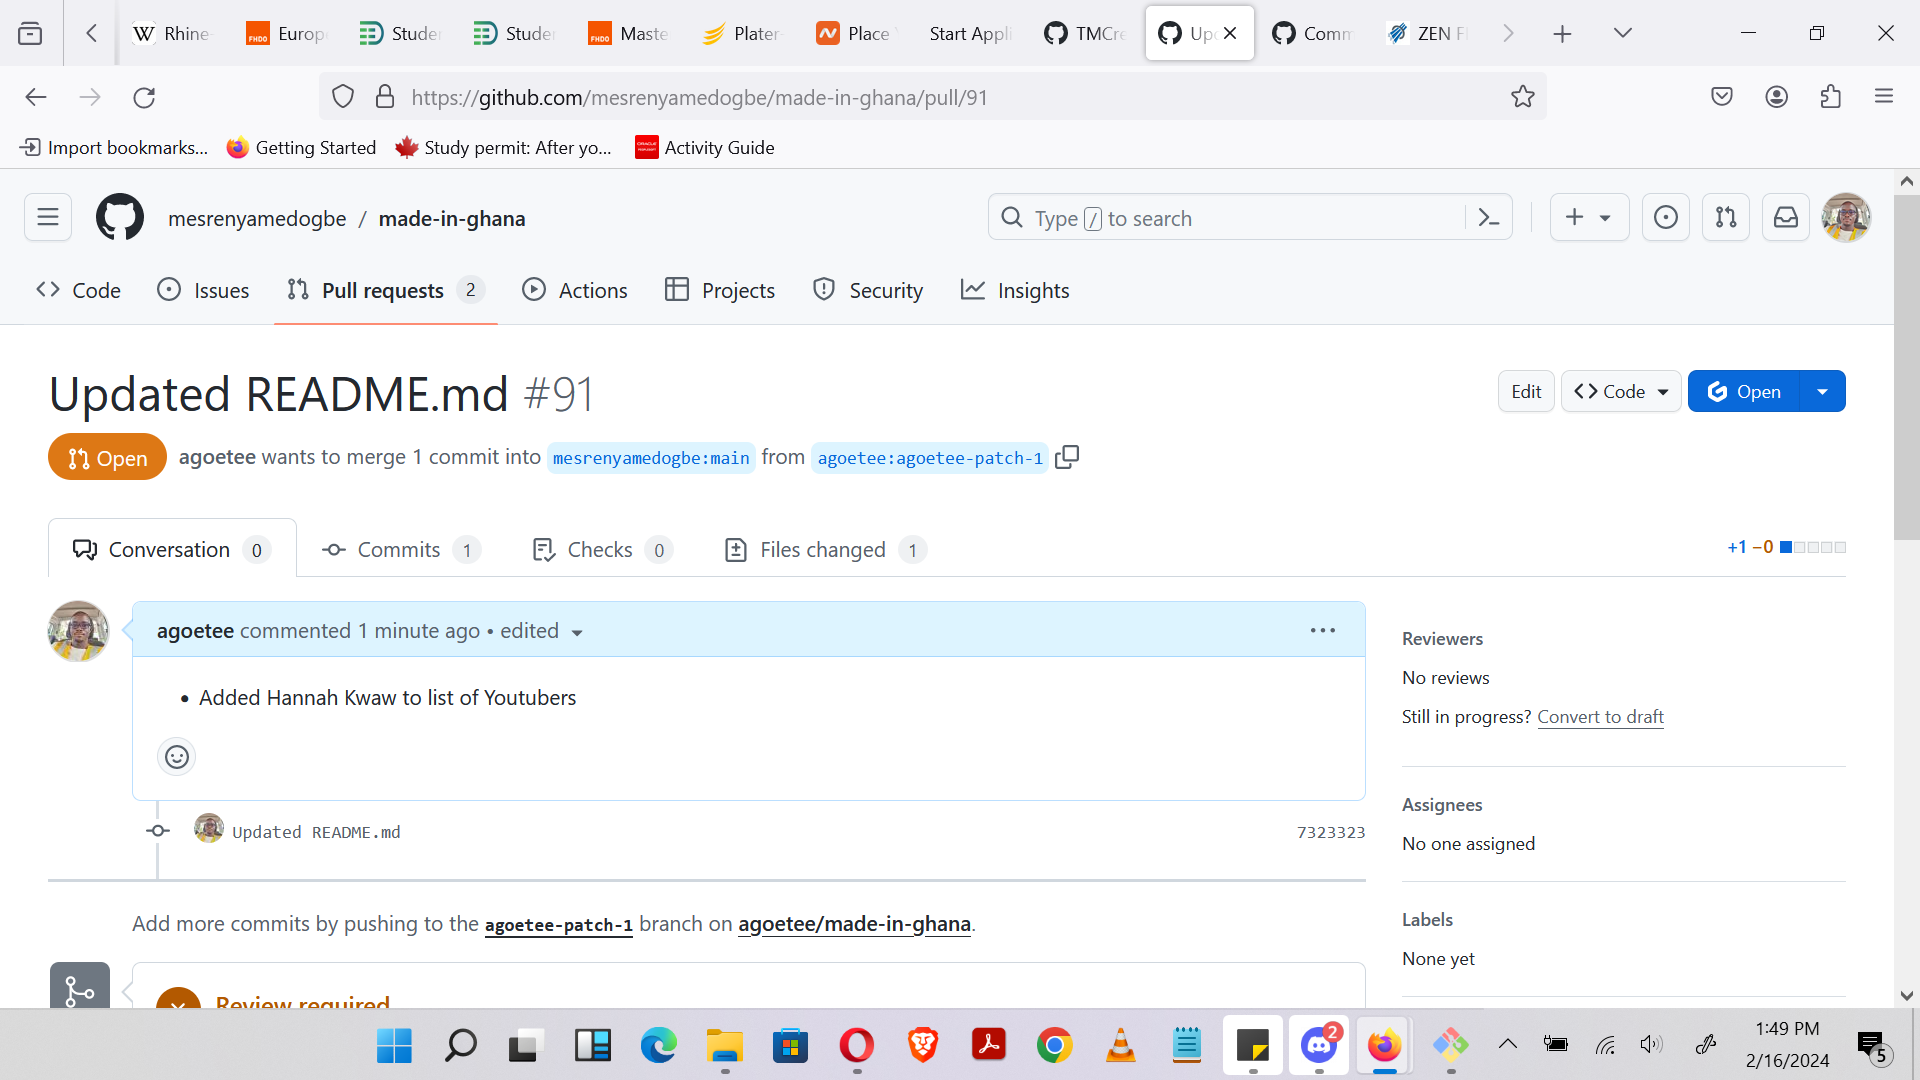 Rhine-
FHDO Europ
Studer
Studer
FHDO Maste
Plater-
Place
Start Appli
TMCre
Up
Comm
ZEN F
https://github.com/mesrenyamedogbe/made-in-ghana/pull/91
Import bookmarks...
Getting Started
Study permit: After yo...
Activity Guide
mesrenyamedogbe / made-in-ghana
Type / to search
Code
Issues
Pull requests 2
Actions
Projects
Security
Insights
Updated README.md #91
Edit
Code
Open
Open
agoetee wants to merge 1 commit into mesrenyamedogbe:main from agoetee:agoetee-patch-1
Conversation 0
Commits 1
Checks 0
Files changed 1
+1 −0
agoetee commented 1 minute ago • edited
• Added Hannah Kwaw to list of Youtubers
Updated README.md
7323323
Add more commits by pushing to the agoetee-patch-1 branch on agoetee/made-in-ghana.
Review required
Reviewers
No reviews
Still in progress? Convert to draft
Assignees
No one assigned
Labels
None yet
2
1:49 PM
2/16/2024
5